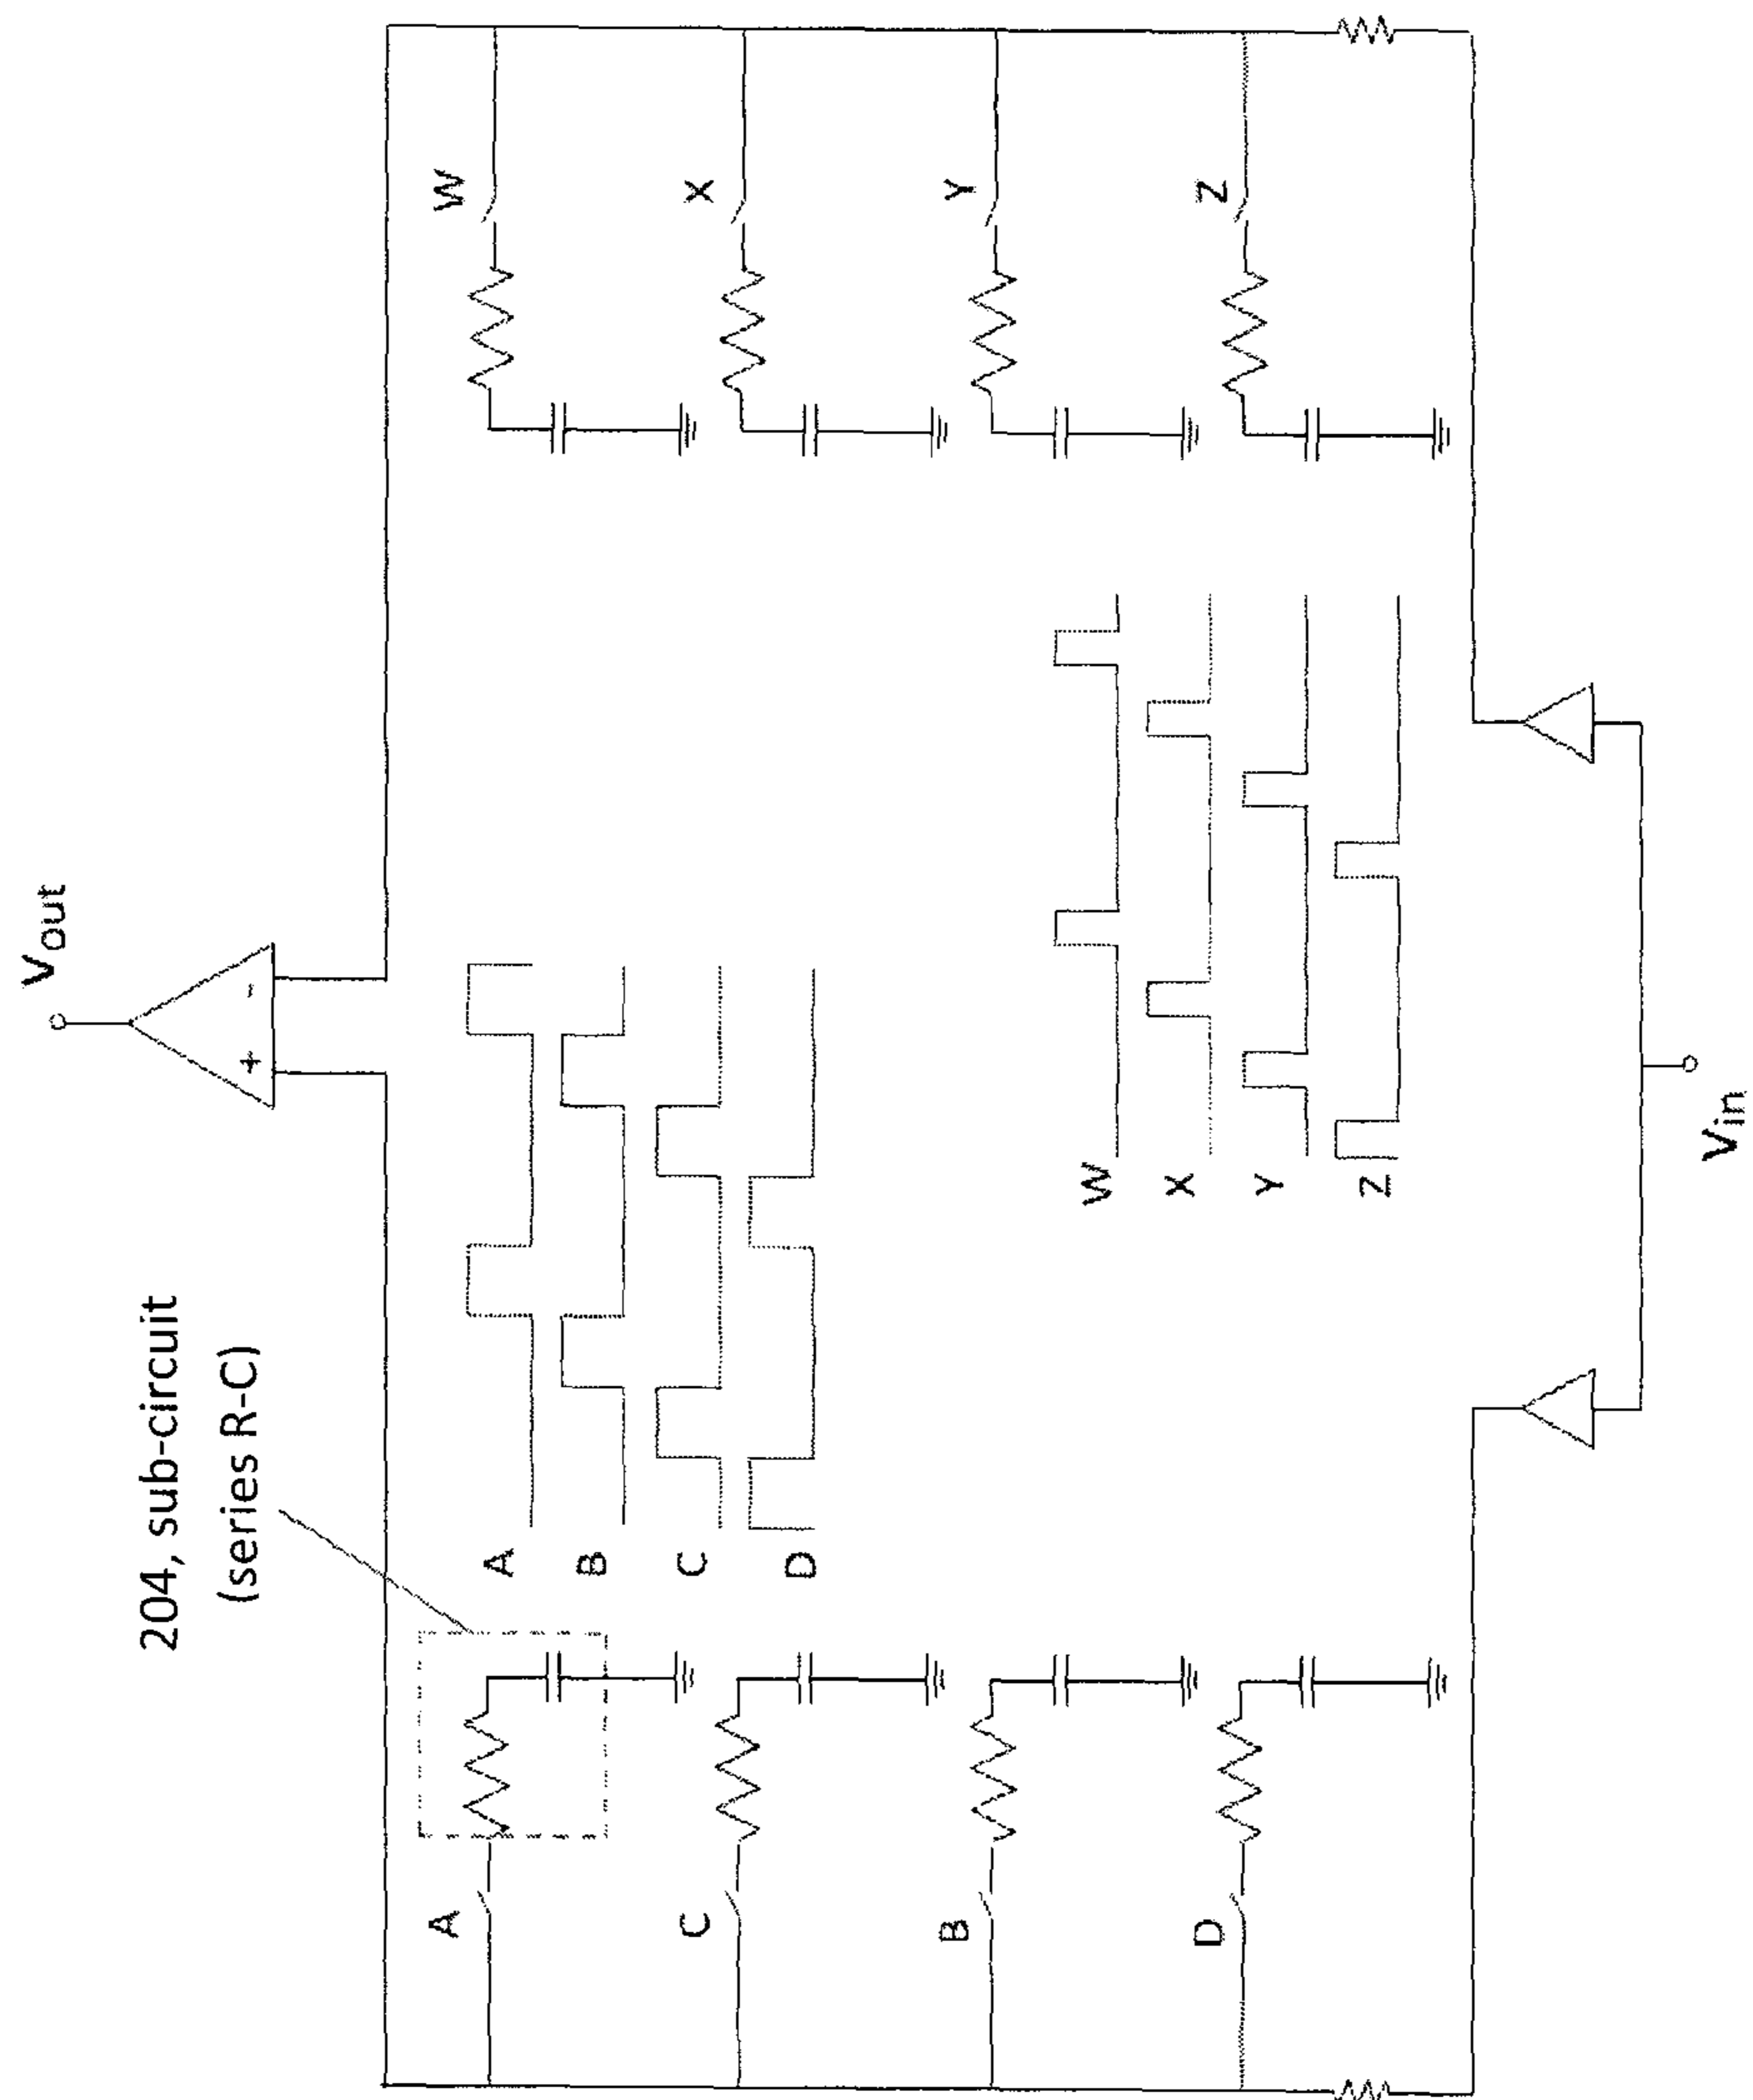 Vout
+
-
204, sub-circuit
(series R-C)
A
B
C
D
A
C
B
D
W
X
Y
Z
W
X
Y
Z
Vin